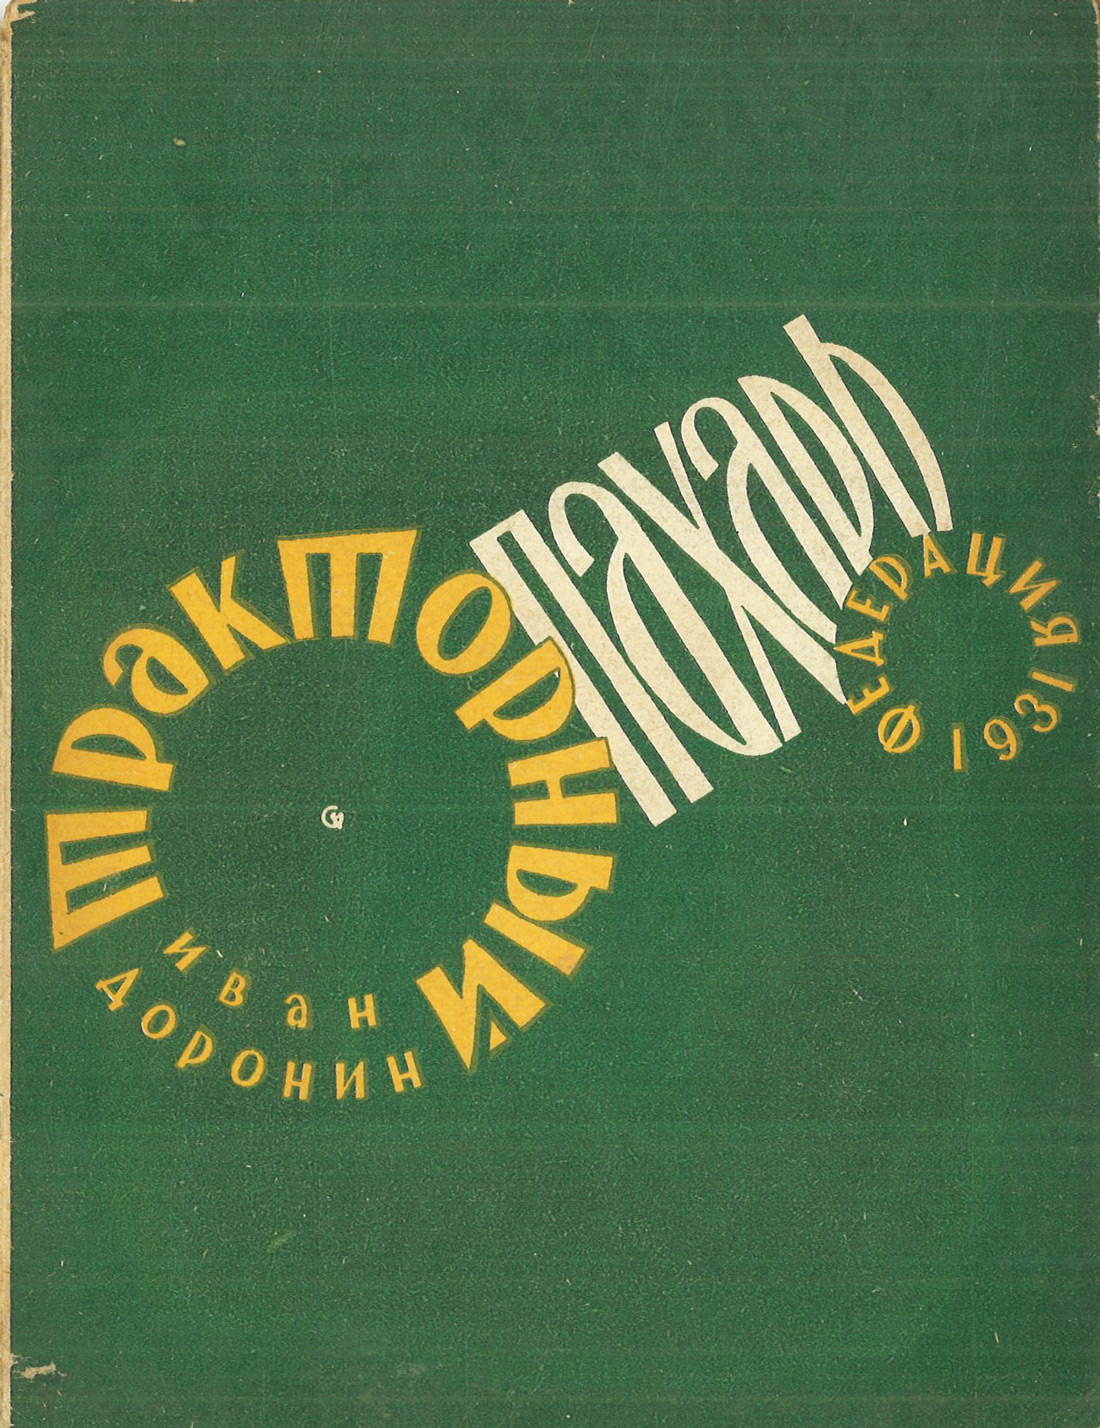 Тракторный
пахарь
иван
доронин
ФЕДЕРАЦИЯ 1931